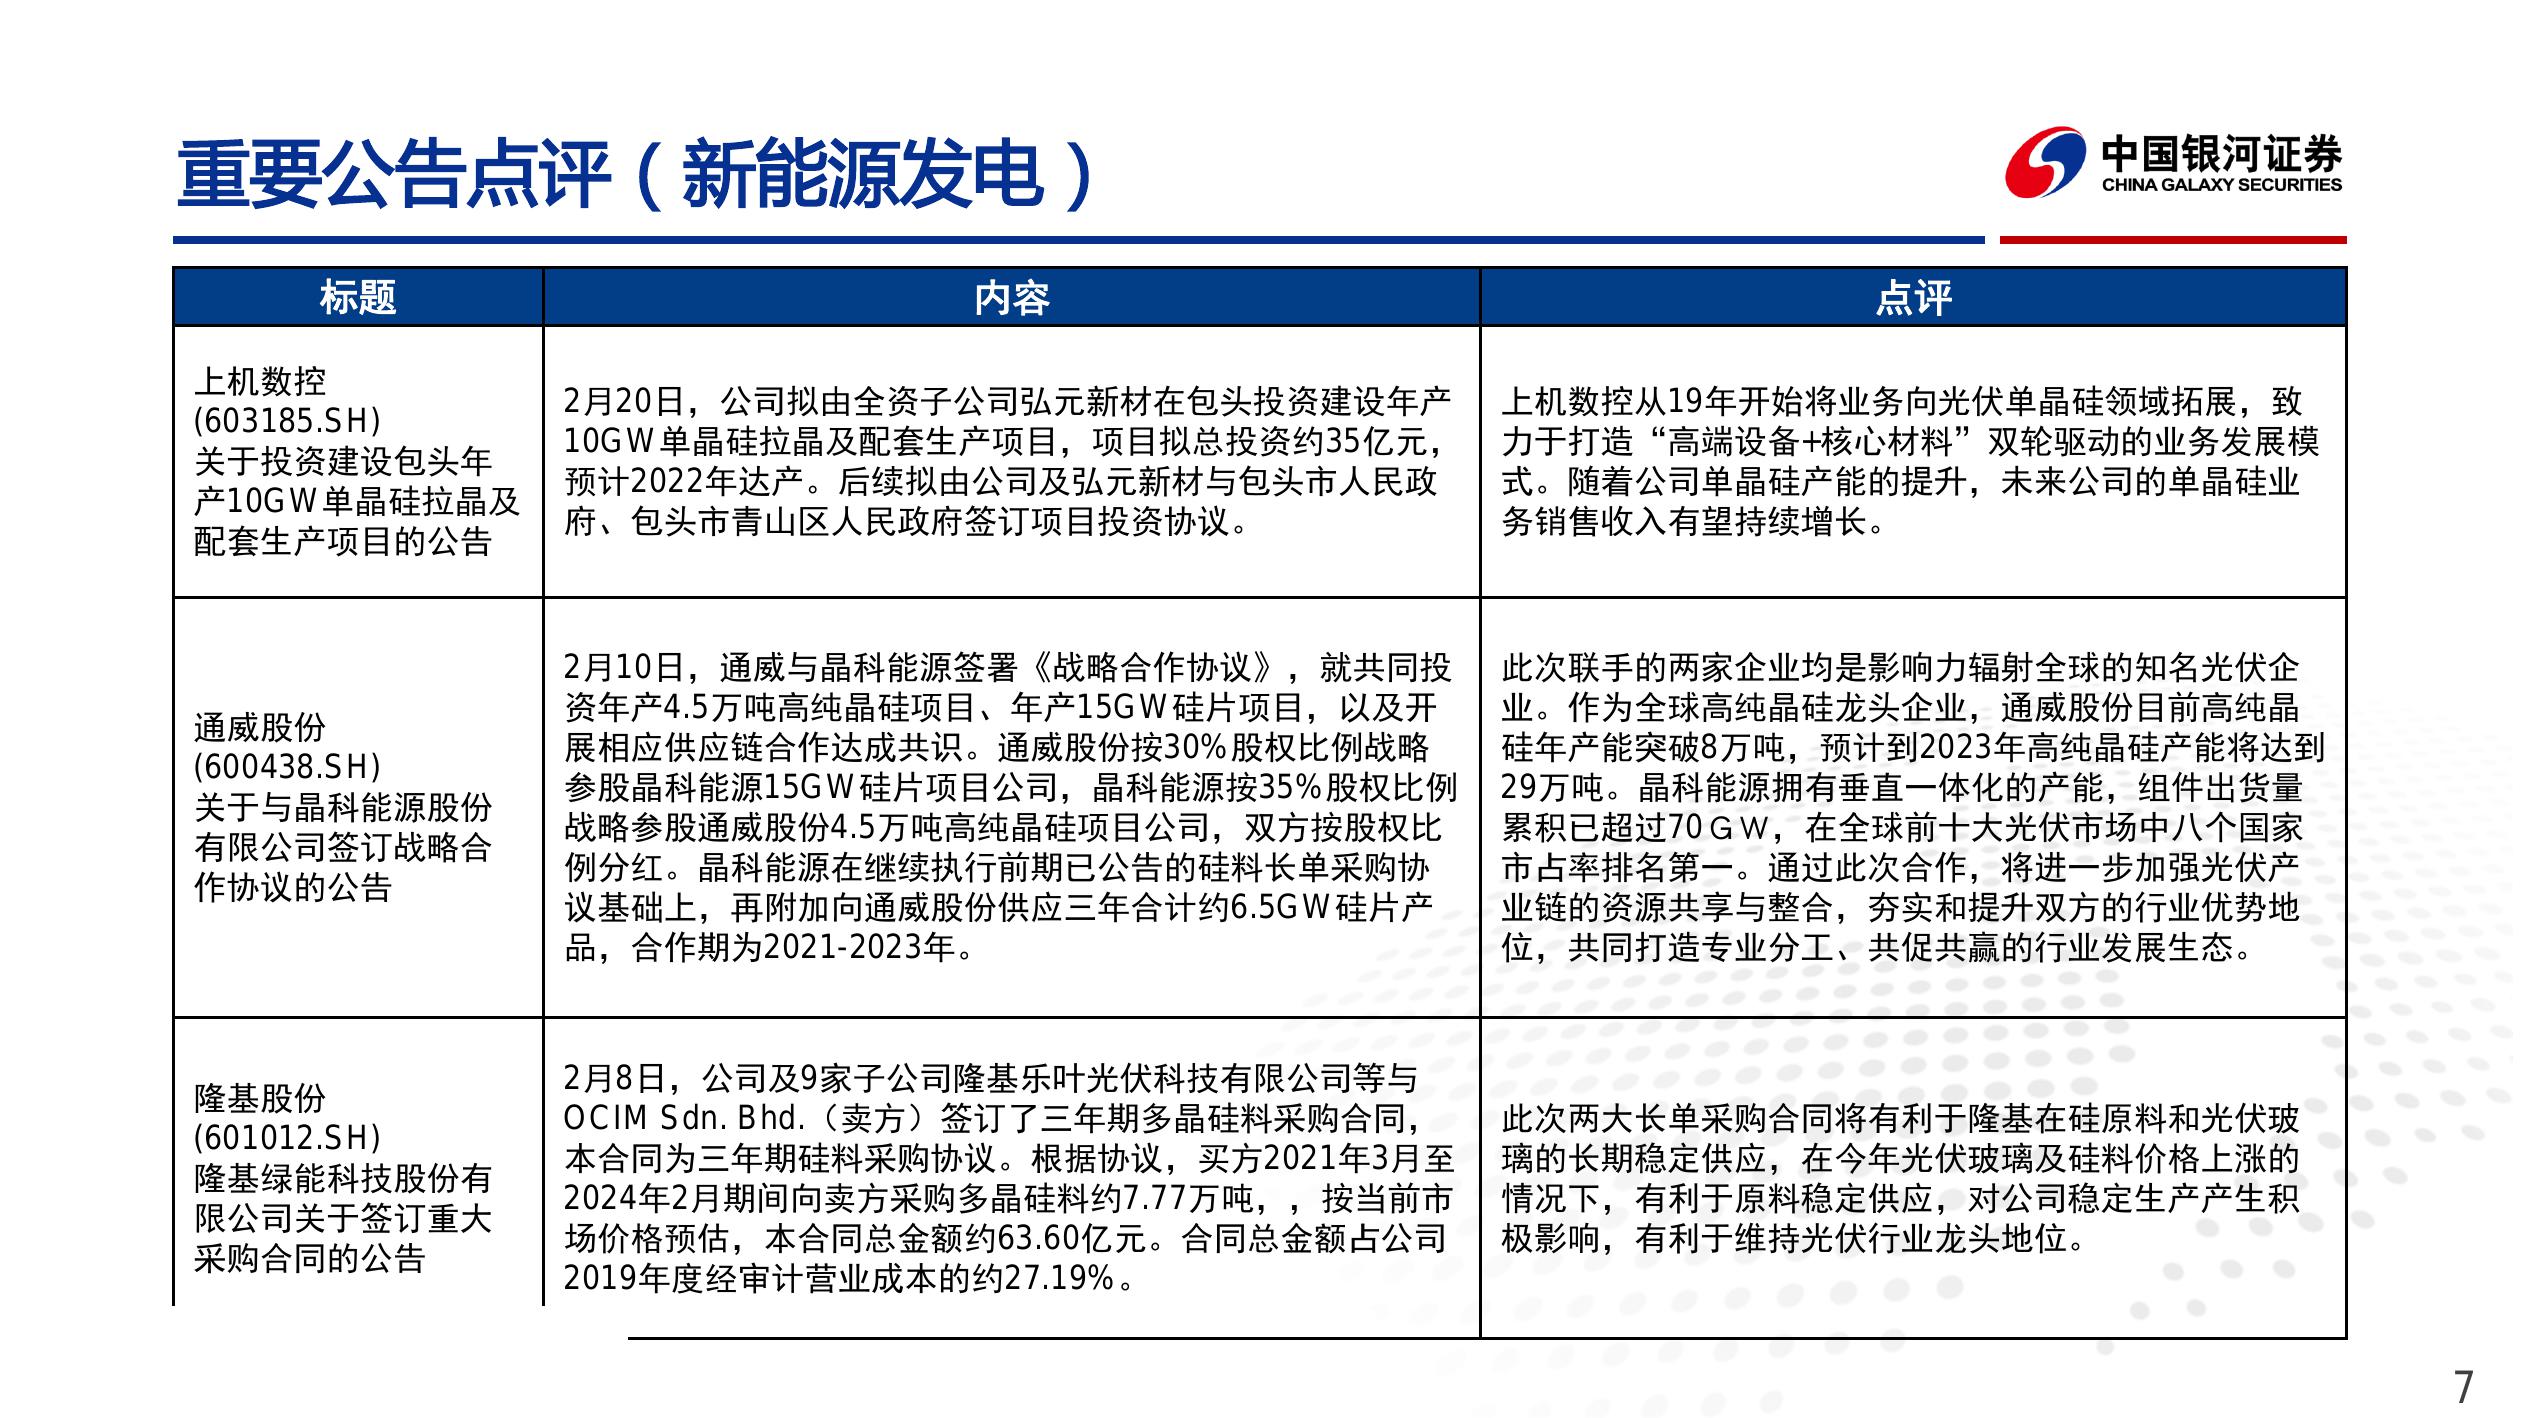 重要公告点评（新能源发电）
中国银河证券
CHINA GALAXY SECURITIES
标题
内容
点评
上机数控
(603185.SH)
关于投资建设包头年
产10GW单晶硅拉晶及
配套生产项目的公告
2月20日，公司拟由全资子公司弘元新材在包头投资建设年产
10GW单晶硅拉晶及配套生产项目，项目拟总投资约35亿元，
预计2022年达产。后续拟由公司及弘元新材与包头市人民政
府、包头市青山区人民政府签订项目投资协议。
上机数控从19年开始将业务向光伏单晶硅领域拓展，致
力于打造“高端设备+核心材料”双轮驱动的业务发展模
式。随着公司单晶硅产能的提升，未来公司的单晶硅业
务销售收入有望持续增长。
通威股份
(600438.SH)
关于与晶科能源股份
有限公司签订战略合
作协议的公告
2月10日，通威与晶科能源签署《战略合作协议》，就共同投
资年产4.5万吨高纯晶硅项目、年产15GW硅片项目，以及开
展相应供应链合作达成共识。通威股份按30%股权比例战略
参股晶科能源15GW硅片项目公司，晶科能源按35%股权比例
战略参股通威股份4.5万吨高纯晶硅项目公司，双方按股权比
例分红。晶科能源在继续执行前期已公告的硅料长单采购协
议基础上，再附加向通威股份供应三年合计约6.5GW硅片产
品，合作期为2021-2023年。
此次联手的两家企业均是影响力辐射全球的知名光伏企
业。作为全球高纯晶硅龙头企业，通威股份目前高纯晶
硅年产能突破8万吨，预计到2023年高纯晶硅产能将达到
29万吨。晶科能源拥有垂直一体化的产能，组件出货量
累积已超过70ＧＷ，在全球前十大光伏市场中八个国家
市占率排名第一。通过此次合作，将进一步加强光伏产
业链的资源共享与整合，夯实和提升双方的行业优势地
位，共同打造专业分工、共促共赢的行业发展生态。
隆基股份
(601012.SH)
隆基绿能科技股份有
限公司关于签订重大
采购合同的公告
2月8日，公司及9家子公司隆基乐叶光伏科技有限公司等与
OCIM Sdn. Bhd.（卖方）签订了三年期多晶硅料采购合同，
本合同为三年期硅料采购协议。根据协议，买方2021年3月至
2024年2月期间向卖方采购多晶硅料约7.77万吨，，按当前市
场价格预估，本合同总金额约63.60亿元。合同总金额占公司
2019年度经审计营业成本的约27.19%。
此次两大长单采购合同将有利于隆基在硅原料和光伏玻
璃的长期稳定供应，在今年光伏玻璃及硅料价格上涨的
情况下，有利于原料稳定供应，对公司稳定生产产生积
极影响，有利于维持光伏行业龙头地位。
7